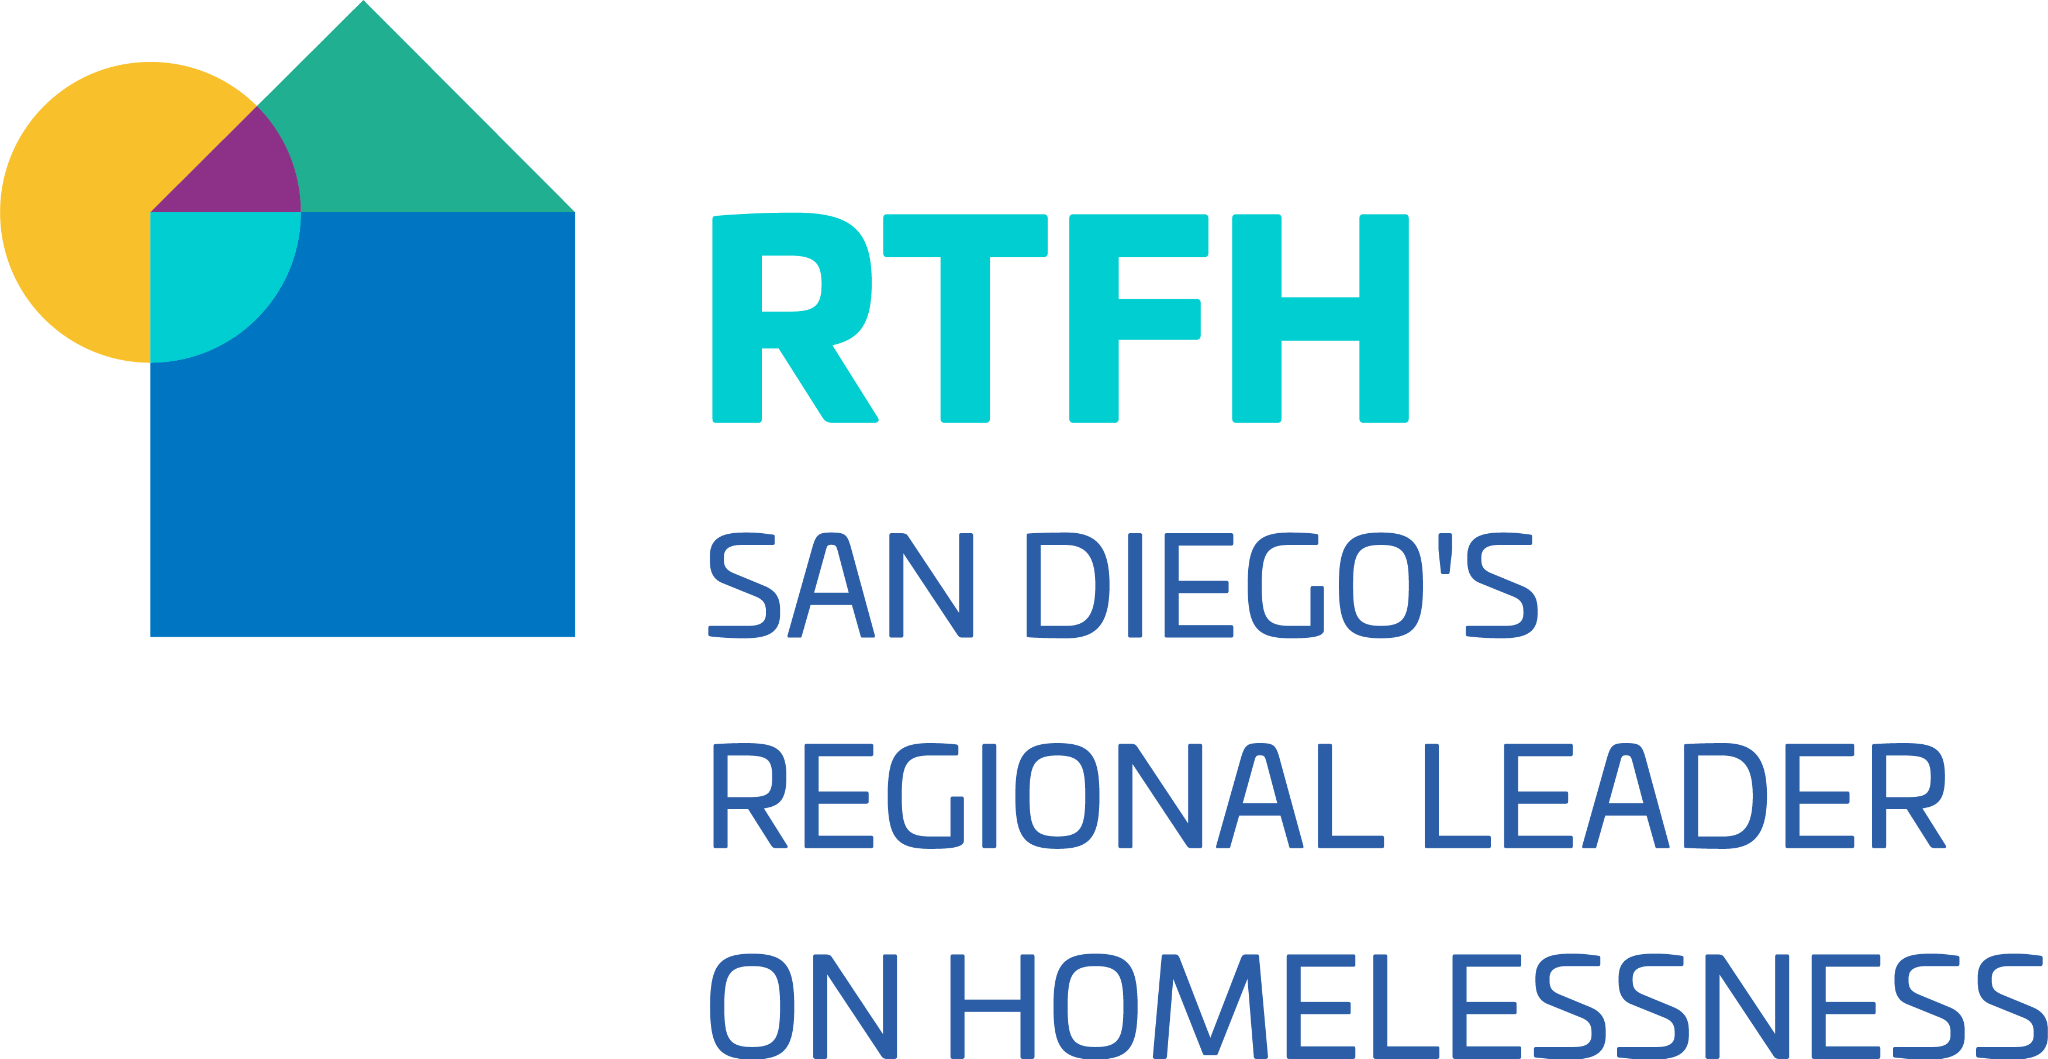 RTFH
SAN DIEGO'S
REGIONAL LEADER
ON HOMELESSNESS